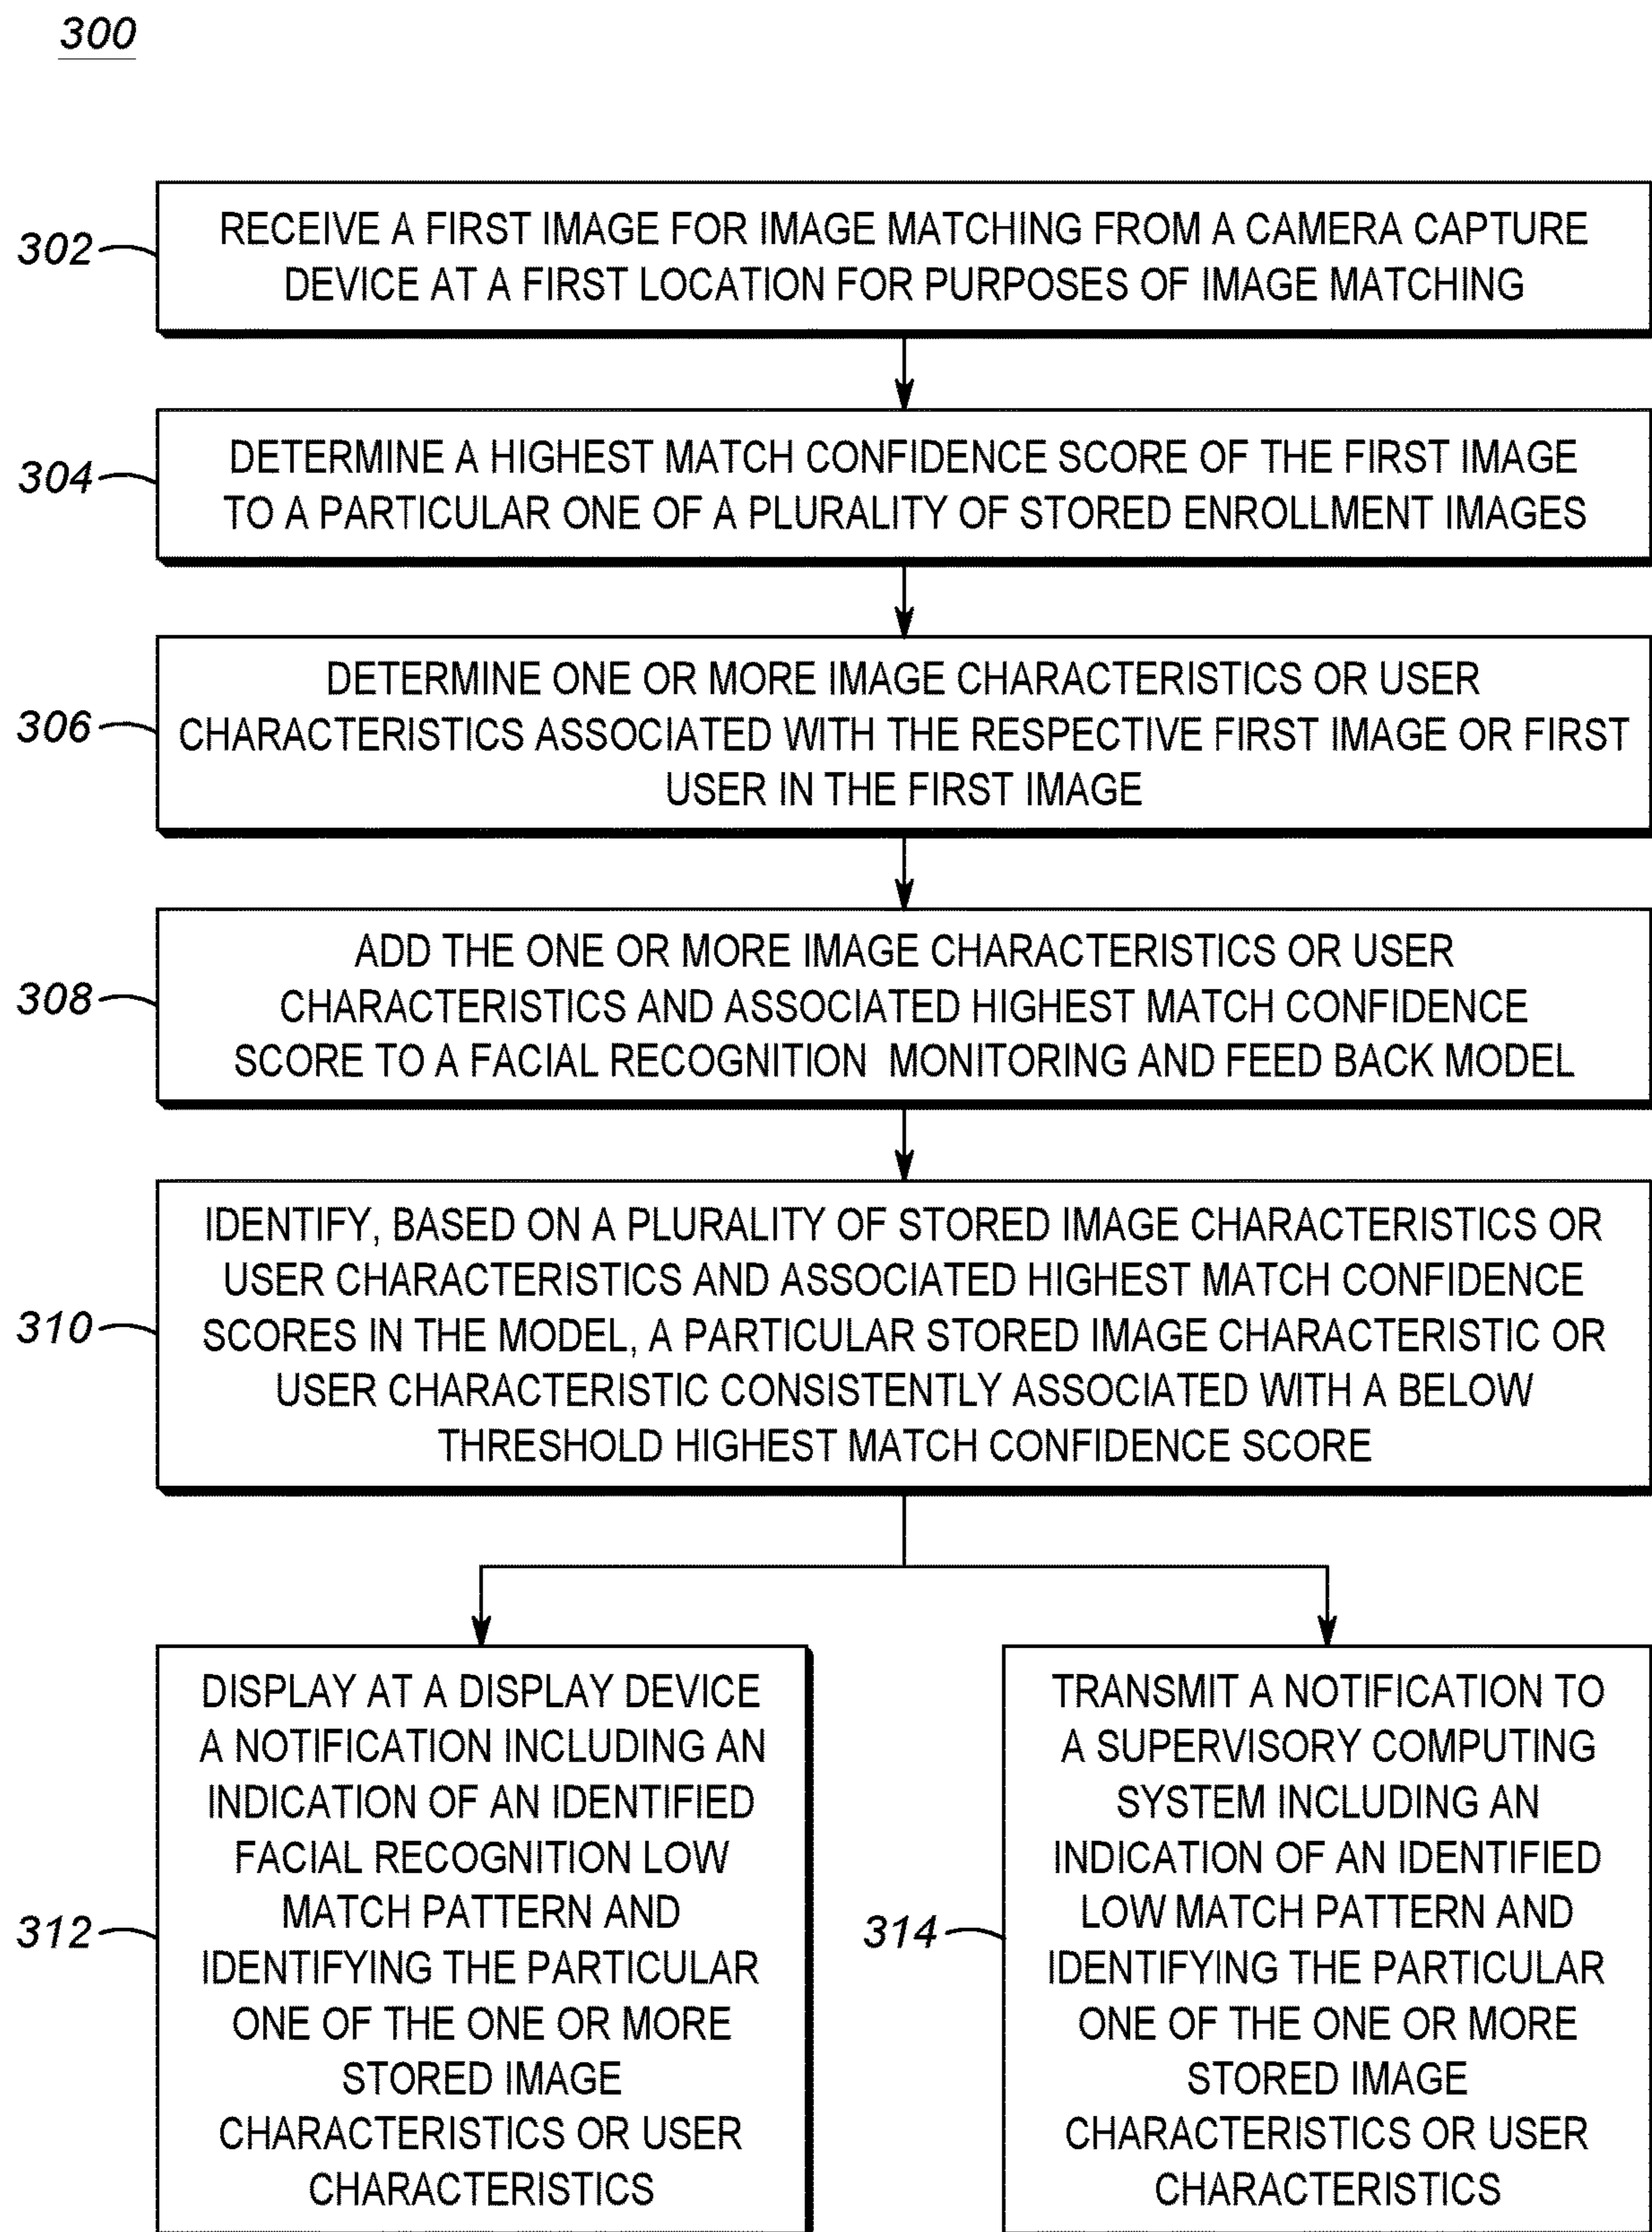 300
302
RECEIVE A FIRST IMAGE FOR IMAGE MATCHING FROM A CAMERA CAPTURE
DEVICE AT A FIRST LOCATION FOR PURPOSES OF IMAGE MATCHING
304
DETERMINE A HIGHEST MATCH CONFIDENCE SCORE OF THE FIRST IMAGE
TO A PARTICULAR ONE OF A PLURALITY OF STORED ENROLLMENT IMAGES
306
DETERMINE ONE OR MORE IMAGE CHARACTERISTICS OR USER
CHARACTERISTICS ASSOCIATED WITH THE RESPECTIVE FIRST IMAGE OR FIRST
USER IN THE FIRST IMAGE
308
ADD THE ONE OR MORE IMAGE CHARACTERISTICS OR USER
CHARACTERISTICS AND ASSOCIATED HIGHEST MATCH CONFIDENCE
SCORE TO A FACIAL RECOGNITION MONITORING AND FEED BACK MODEL
310
IDENTIFY, BASED ON A PLURALITY OF STORED IMAGE CHARACTERISTICS OR
USER CHARACTERISTICS AND ASSOCIATED HIGHEST MATCH CONFIDENCE
SCORES IN THE MODEL, A PARTICULAR STORED IMAGE CHARACTERISTIC OR
USER CHARACTERISTIC CONSISTENTLY ASSOCIATED WITH A BELOW
THRESHOLD HIGHEST MATCH CONFIDENCE SCORE
312
DISPLAY AT A DISPLAY DEVICE
A NOTIFICATION INCLUDING AN
INDICATION OF AN IDENTIFIED
FACIAL RECOGNITION LOW
MATCH PATTERN AND
IDENTIFYING THE PARTICULAR
ONE OF THE ONE OR MORE
STORED IMAGE
CHARACTERISTICS OR USER
CHARACTERISTICS
314
TRANSMIT A NOTIFICATION TO
A SUPERVISORY COMPUTING
SYSTEM INCLUDING AN
INDICATION OF AN IDENTIFIED
LOW MATCH PATTERN AND
IDENTIFYING THE PARTICULAR
ONE OF THE ONE OR MORE
STORED IMAGE
CHARACTERISTICS OR USER
CHARACTERISTICS